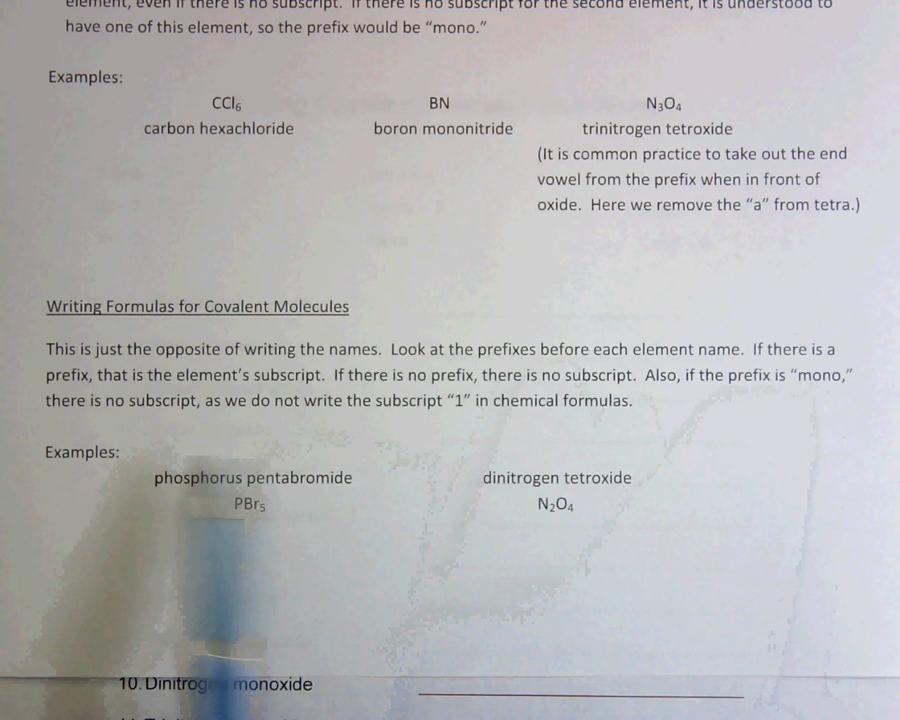 element, even if there is no subscript. If there is no subscript for the second element, it is understood to
have one of this element, so the prefix would be “mono.”
Examples:
CCl₆ BN N₃O₄
carbon hexachloride boron mononitride trinitrogen tetroxide
(It is common practice to take out the end
vowel from the prefix when in front of
oxide. Here we remove the “a” from tetra.)
Writing Formulas for Covalent Molecules
This is just the opposite of writing the names. Look at the prefixes before each element name. If there is a
prefix, that is the element’s subscript. If there is no prefix, there is no subscript. Also, if the prefix is “mono,”
there is no subscript, as we do not write the subscript “1” in chemical formulas.
Examples:
phosphorus pentabromide dinitrogen tetroxide
PBr₅ N₂O₄
10. Dinitrogen monoxide